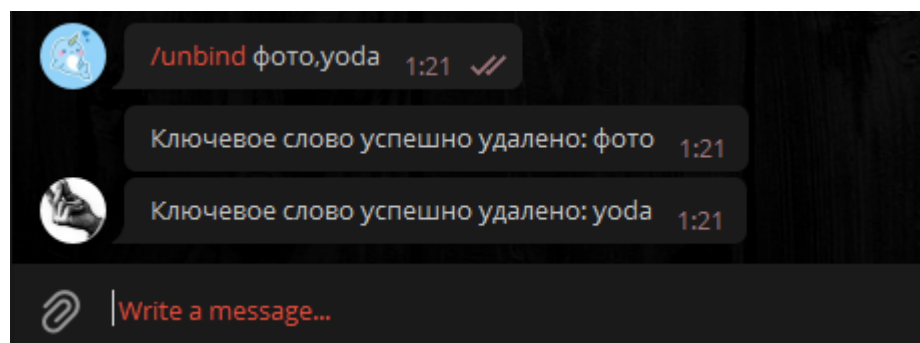 /unbind фото,yoda 1:21
Ключевое слово успешно удалено: фото 1:21
Ключевое слово успешно удалено: yoda 1:21
Write a message...